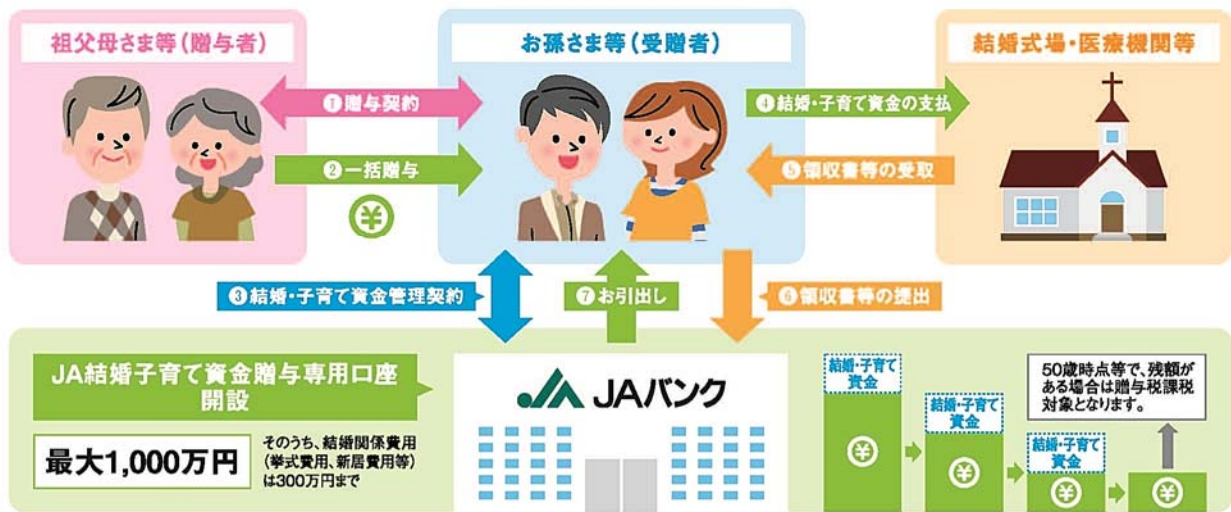 祖父母さま等(贈与者)
お孫さま等(受贈者)
結婚式場・医療機関等
❶贈与契約
❷一括贈与
¥
❹結婚・子育て資金の支払
❺領収書等の受取
❸結婚・子育て資金管理契約
❼お引出し
❻領収書等の提出
JA結婚子育て資金贈与専用口座
開設
最大1,000万円
そのうち、結婚関係費用
(挙式費用、新居費用等)
は300万円まで
JAバンク
結婚・子育て
資金
¥
結婚・子育て
資金
¥
結婚・子育て
資金
¥
50歳時点等で、残額が
ある場合は贈与税課税
対象となります。
¥